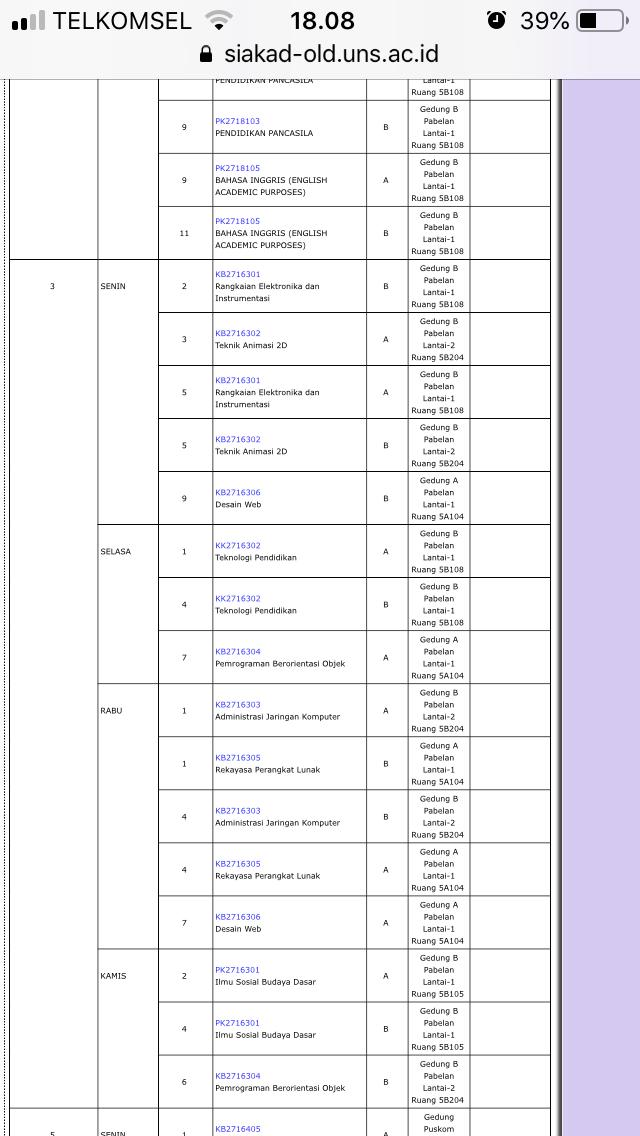 TELKOMSEL 18.08 39%
siakad-old.uns.ac.id
PENDIDIKAN PANCASILA
Lantai-1
Ruang 5B108
9
PK2718103
PENDIDIKAN PANCASILA
B
Gedung B
Pabelan
Lantai-1
Ruang 5B108
9
PK2718105
BAHASA INGGRIS (ENGLISH
ACADEMIC PURPOSES)
A
Gedung B
Pabelan
Lantai-1
Ruang 5B108
11
PK2718105
BAHASA INGGRIS (ENGLISH
ACADEMIC PURPOSES)
B
Gedung B
Pabelan
Lantai-1
Ruang 5B108
3
SENIN
2
KB2716301
Rangkaian Elektronika dan
Instrumentasi
B
Gedung B
Pabelan
Lantai-1
Ruang 5B108
3
KB2716302
Teknik Animasi 2D
A
Gedung B
Pabelan
Lantai-2
Ruang 5B204
5
KB2716301
Rangkaian Elektronika dan
Instrumentasi
A
Gedung B
Pabelan
Lantai-1
Ruang 5B108
5
KB2716302
Teknik Animasi 2D
B
Gedung B
Pabelan
Lantai-2
Ruang 5B204
9
KB2716306
Desain Web
B
Gedung A
Pabelan
Lantai-1
Ruang 5A104
SELASA
1
KK2716302
Teknologi Pendidikan
A
Gedung B
Pabelan
Lantai-1
Ruang 5B108
4
KK2716302
Teknologi Pendidikan
B
Gedung B
Pabelan
Lantai-1
Ruang 5B108
7
KB2716304
Pemrograman Berorientasi Objek
A
Gedung A
Pabelan
Lantai-1
Ruang 5A104
RABU
1
KB2716303
Administrasi Jaringan Komputer
A
Gedung B
Pabelan
Lantai-2
Ruang 5B204
1
KB2716305
Rekayasa Perangkat Lunak
B
Gedung A
Pabelan
Lantai-1
Ruang 5A104
4
KB2716303
Administrasi Jaringan Komputer
B
Gedung B
Pabelan
Lantai-2
Ruang 5B204
4
KB2716305
Rekayasa Perangkat Lunak
A
Gedung A
Pabelan
Lantai-1
Ruang 5A104
7
KB2716306
Desain Web
A
Gedung A
Pabelan
Lantai-1
Ruang 5A104
KAMIS
2
PK2716301
Ilmu Sosial Budaya Dasar
A
Gedung B
Pabelan
Lantai-1
Ruang 5B105
4
PK2716301
Ilmu Sosial Budaya Dasar
B
Gedung B
Pabelan
Lantai-1
Ruang 5B105
6
KB2716304
Pemrograman Berorientasi Objek
B
Gedung B
Pabelan
Lantai-2
Ruang 5B204
5
SENIN
1
KB2716405
A
Gedung
Puskom